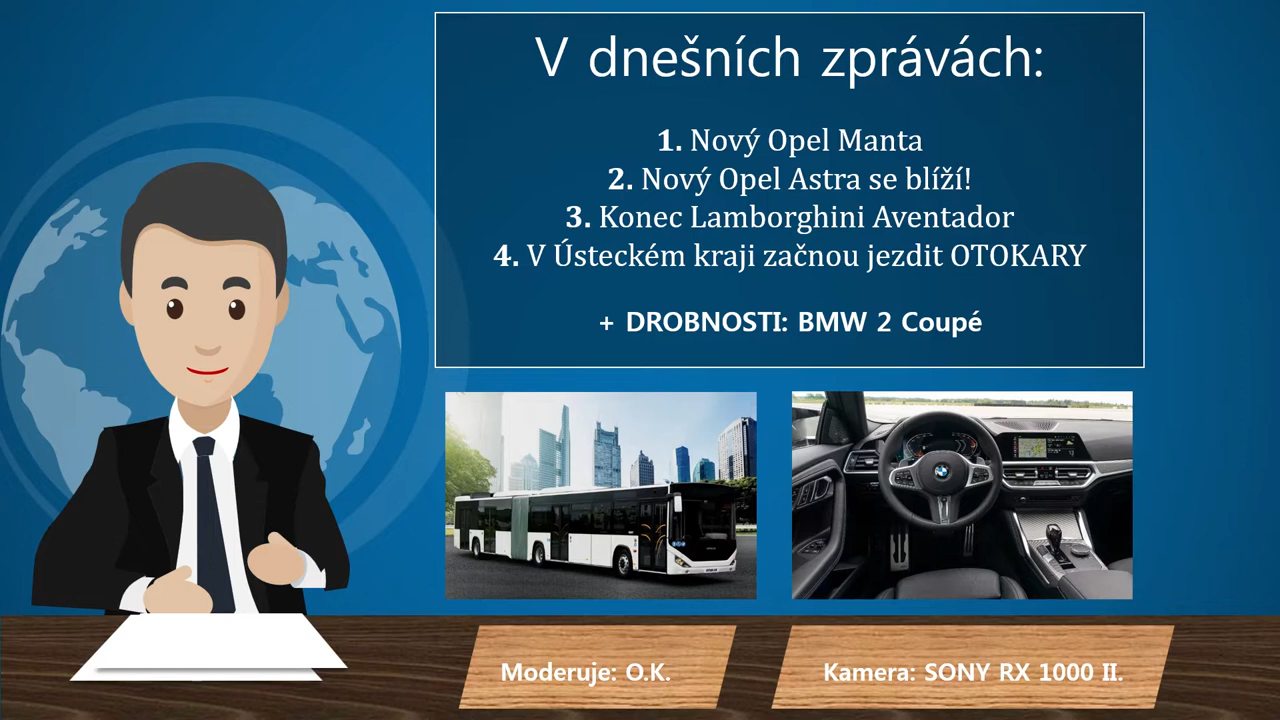 V dnešních zprávách:
1. Nový Opel Manta
2. Nový Opel Astra se blíží!
3. Konec Lamborghini Aventador
4. V Ústeckém kraji začnou jezdit OTOKARY
+ DROBNOSTI: BMW 2 Coupé
Moderuje: O.K.
Kamera: SONY RX 1000 II.